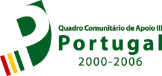 Quadro Comunitário de Apoio III
Portugal
2000-2006